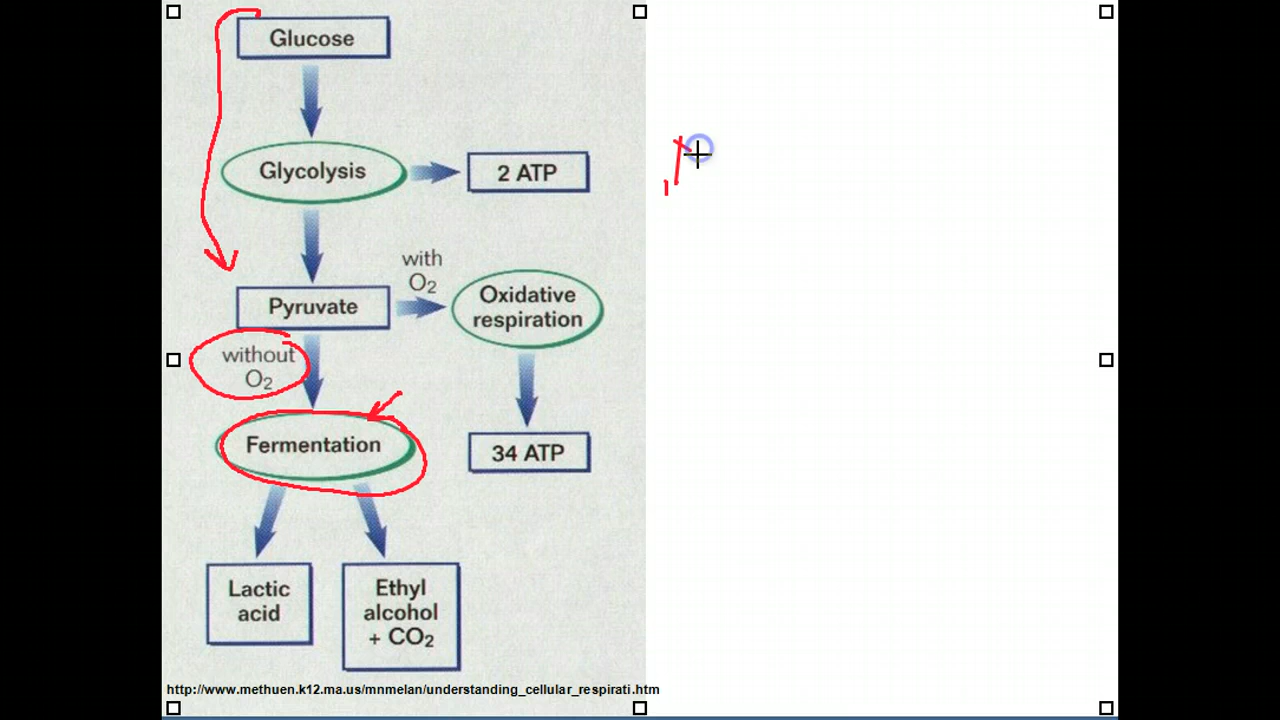 Glucose
Glycolysis
2 ATP
with
O2
Pyruvate
Oxidative
respiration
without
O2
Fermentation
34 ATP
Lactic
acid
Ethyl
alcohol
+ CO2
http://www.methuen.k12.ma.us/mnmelan/understanding_cellular_respirati.htm